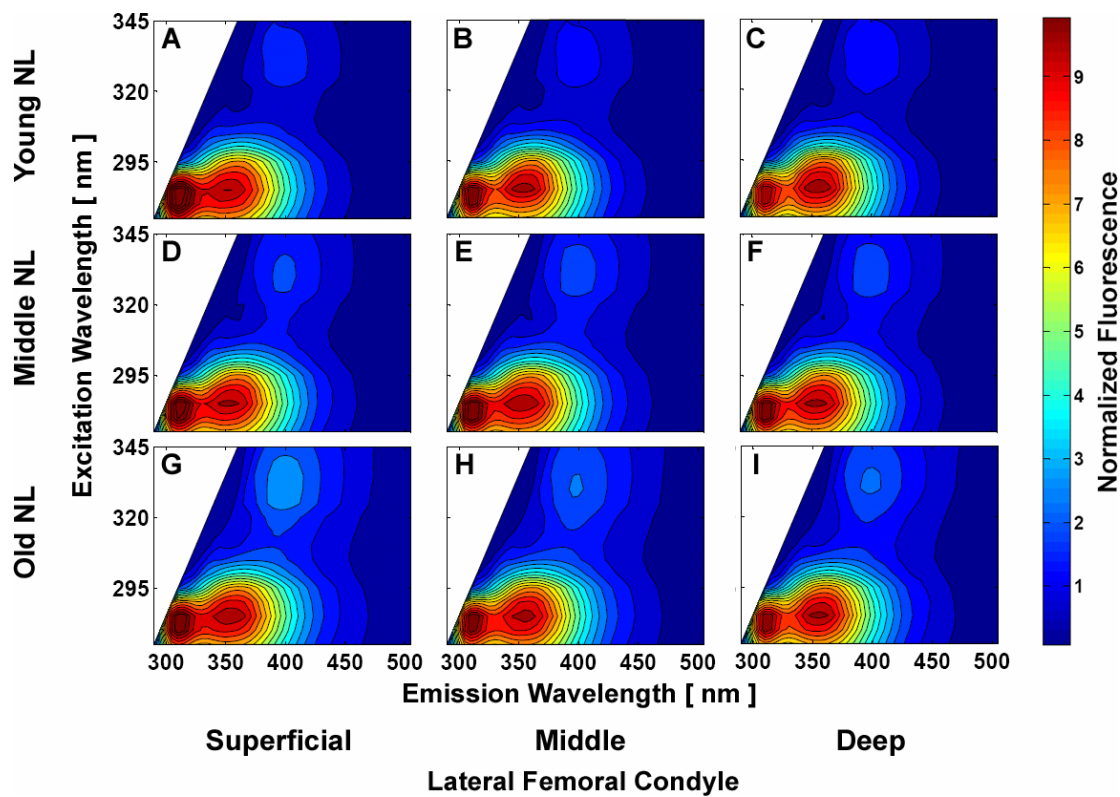 Young NL
Middle NL
Old NL
Excitation Wavelength [ nm ]
345
320
295
A
B
C
345
320
295
D
E
F
345
320
295
G
H
I
300 350 400 450 500
300 350 400 450 500
300 350 400 450 500
Emission Wavelength [ nm ]
Superficial
Middle
Deep
Lateral Femoral Condyle
9
8
7
6
5
4
3
2
1
Normalized Fluorescence